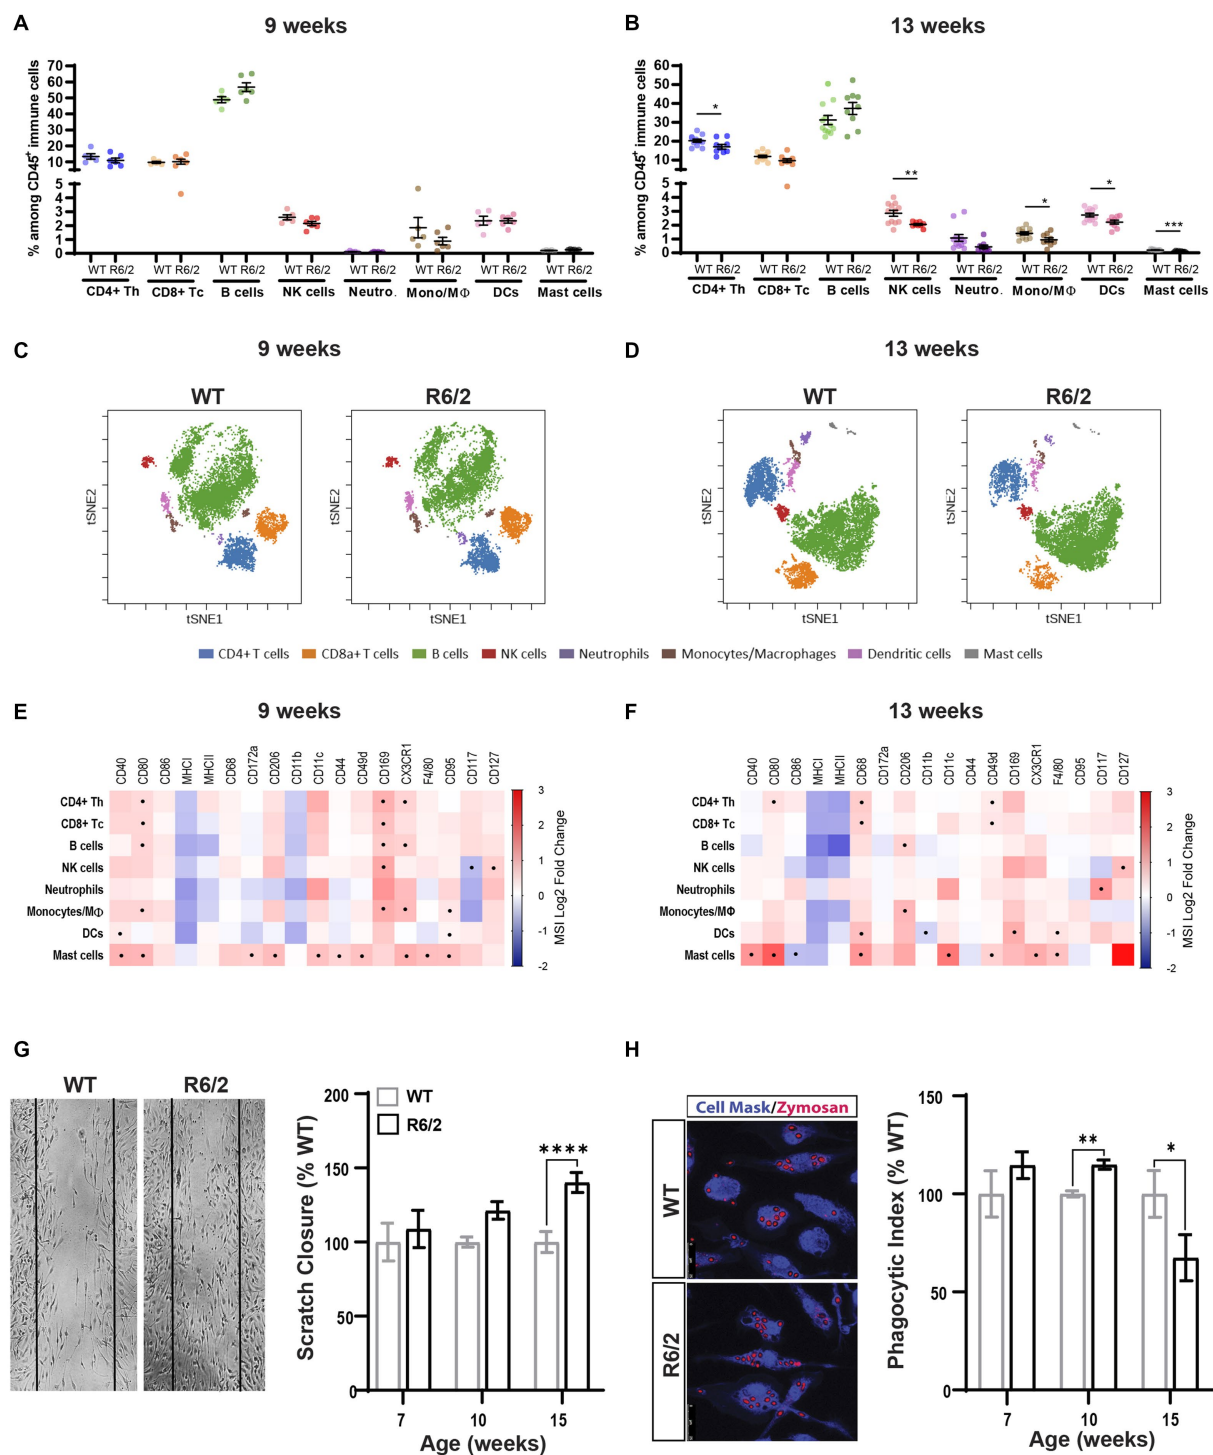 A
9 weeks
% among CD45+ immune cells
70
60
50
40
30
20
10
5
4
3
2
1
0
WT R6/2 WT R6/2 WT R6/2 WT R6/2 WT R6/2 WT R6/2 WT R6/2 WT R6/2
CD4+ Th CD8+ Tc B cells NK cells Neutro. Mono/MΦ DCs Mast cells
B
13 weeks
% among CD45+ immune cells
60
50
40
30
20
10
5
4
3
2
1
0
* ** * * ***
WT R6/2 WT R6/2 WT R6/2 WT R6/2 WT R6/2 WT R6/2 WT R6/2 WT R6/2
CD4+ Th CD8+ Tc B cells NK cells Neutro. Mono/MΦ DCs Mast cells
C
9 weeks
WT R6/2
tSNE2 tSNE2
tSNE1 tSNE1
D
13 weeks
WT R6/2
tSNE2 tSNE2
tSNE1 tSNE1
CD4+ T cells CD8a+ T cells B cells NK cells Neutrophils Monocytes/Macrophages Dendritic cells Mast cells
E
9 weeks
CD40 CD80 CD86 MHCI MHCII CD68 CD172a CD206 CD11b CD11c CD44 CD49d CD169 CX3CR1 F4/80 CD95 CD117 CD127
CD4+ Th
CD8+ Tc
B cells
NK cells
Neutrophils
Monocytes/MΦ
DCs
Mast cells
3
2
1
0
-1
-2
MSI Log2 Fold Change
F
13 weeks
CD40 CD80 CD86 MHCI MHCII CD68 CD172a CD206 CD11b CD11c CD44 CD49d CD169 CX3CR1 F4/80 CD95 CD117 CD127
CD4+ Th
CD8+ Tc
B cells
NK cells
Neutrophils
Monocytes/MΦ
DCs
Mast cells
3
2
1
0
-1
-2
MSI Log2 Fold Change
G
WT R6/2
Scratch Closure (% WT)
200
150
100
50
0
WT
R6/2
****
7 10 15
Age (weeks)
H
Cell Mask/Zymosan
WT
R6/2
Phagocytic Index (% WT)
150
100
50
0
** *
7 10 15
Age (weeks)